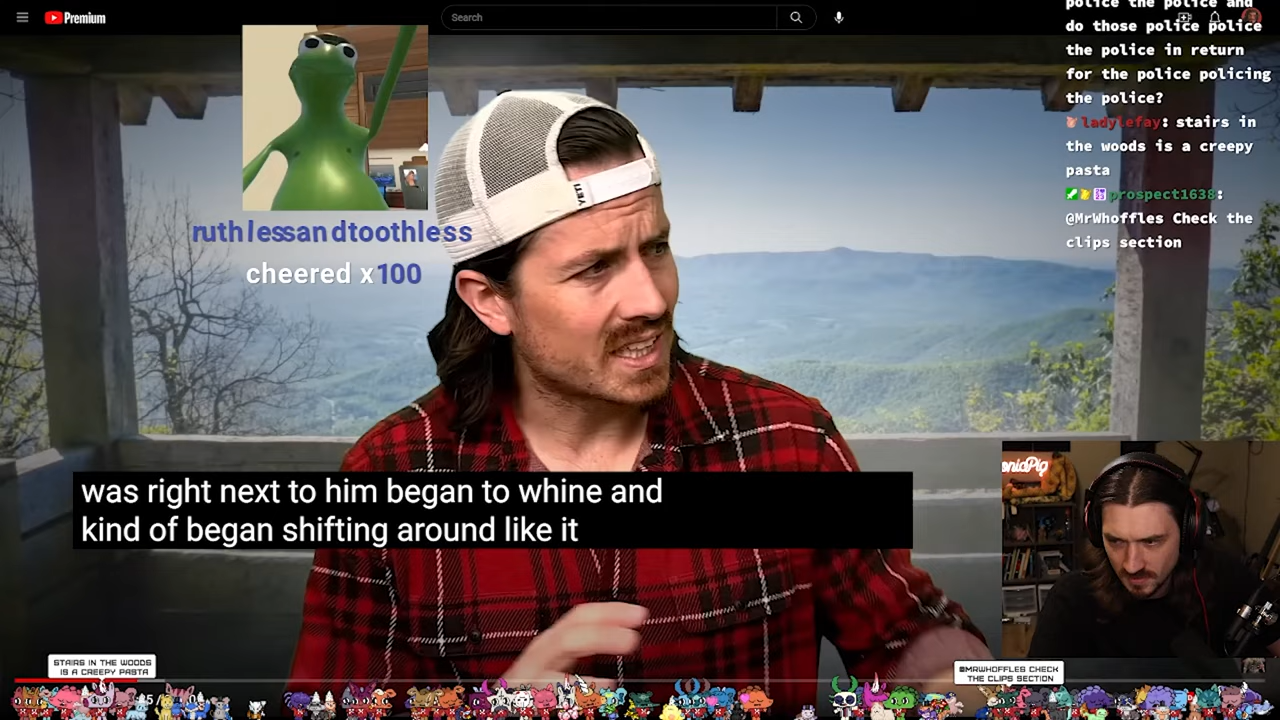 Premium
Search
police the police and
do those police police
the police in return
for the police policing
the police?
ladylefay: stairs in
the woods is a creepy
pasta
prospect1638:
@MrWhoffles Check the
clips section
YETI
ruthlessandtoothless
cheered x100
was right next to him began to whine and
kind of began shifting around like it
STAIRS IN THE WOODS
IS A CREEPY PASTA
@MRWHOFFLES CHECK
THE CLIPS SECTION